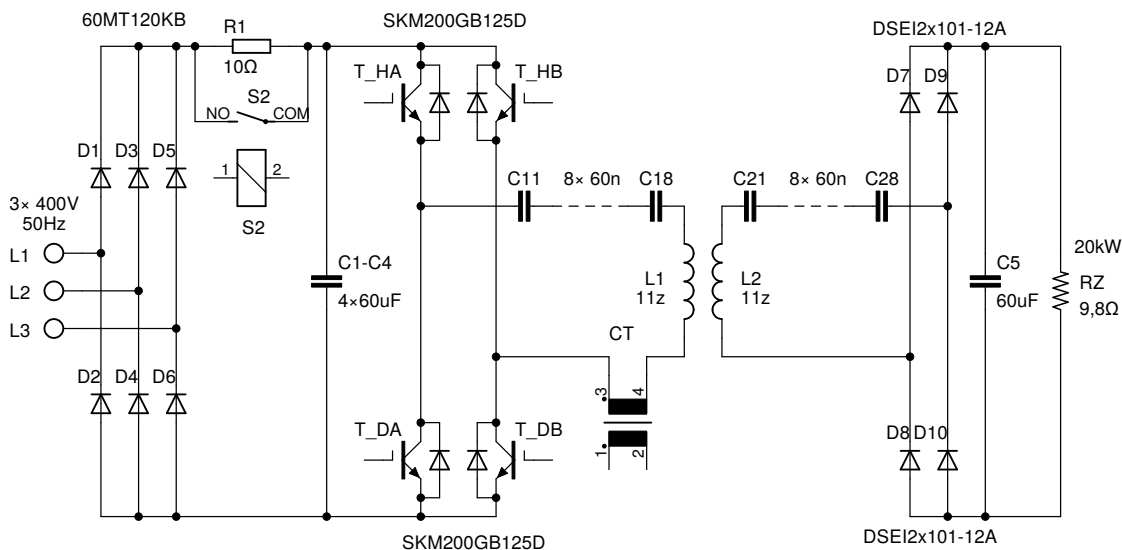 60MT120KB
R1
10Ω
SKM200GB125D
DSEI2x101-12A
S2
NO
COM
T_HA
T_HB
D7
D9
D1
D3
D5
1
2
S2
3× 400V
50Hz
L1
L2
L3
C11
8× 60n
C18
C21
8× 60n
C28
C1-C4
4×60uF
L1
11z
L2
11z
C5
60uF
20kW
RZ
9,8Ω
CT
3
4
1
2
D2
D4
D6
T_DA
T_DB
D8
D10
SKM200GB125D
DSEI2x101-12A